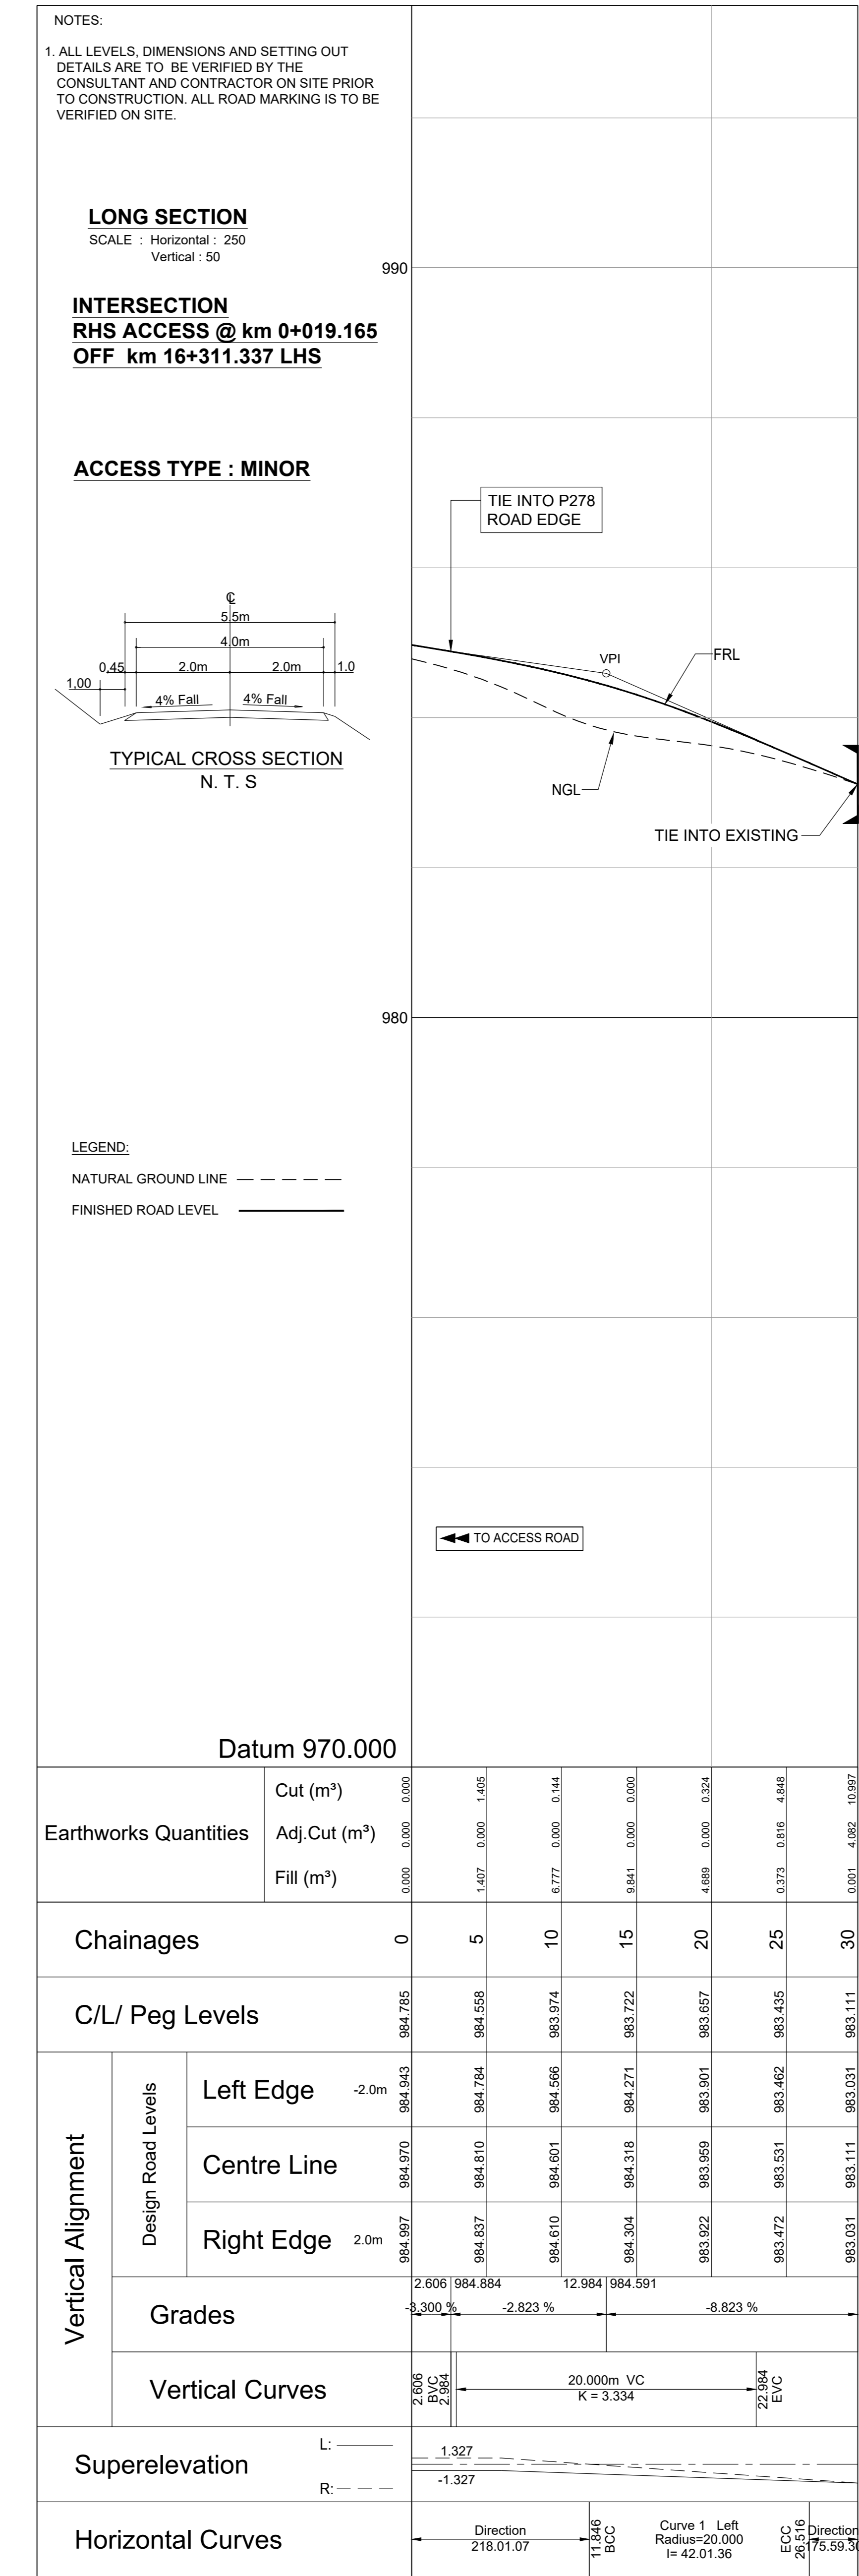 NOTES:
1. ALL LEVELS, DIMENSIONS AND SETTING OUT
DETAILS ARE TO BE VERIFIED BY THE
CONSULTANT AND CONTRACTOR ON SITE PRIOR
TO CONSTRUCTION. ALL ROAD MARKING IS TO BE
VERIFIED ON SITE.
LONG SECTION
SCALE : Horizontal : 250
Vertical : 50
990
INTERSECTION
RHS ACCESS @ km 0+019.165
OFF km 16+311.337 LHS
ACCESS TYPE : MINOR
TIE INTO P278
ROAD EDGE
℄
5.5m
4.0m
0,45 2.0m 2.0m 1.0
1,00
4% Fall 4% Fall
TYPICAL CROSS SECTION
N. T. S
VPI
FRL
NGL
TIE INTO EXISTING
980
LEGEND:
NATURAL GROUND LINE
FINISHED ROAD LEVEL
TO ACCESS ROAD
Datum 970.000
Earthworks Quantities
Cut (m³) 0.000 1.405 0.144 0.000 0.324 4.848 10.997
Adj.Cut (m³) 0.000 0.000 0.000 0.000 0.000 0.816 4.082
Fill (m³) 0.000 1.407 6.777 9.841 4.689 0.373 0.001
Chainages 0 5 10 15 20 25 30
C/L/ Peg Levels 984.785 984.558 983.974 983.722 983.657 983.435 983.111
Vertical Alignment
Design Road Levels
Left Edge -2.0m 984.943 984.784 984.566 984.271 983.901 983.462 983.031
Centre Line 984.970 984.810 984.601 984.318 983.959 983.531 983.111
Right Edge 2.0m 984.997 984.837 984.610 984.304 983.922 983.472 983.031
2.606 984.884 12.984 984.591
Grades -3.300 % -2.823 % -8.823 %
Vertical Curves
2.606
BVC
2.984
20.000m VC
K = 3.334
22.984
EVC
Superelevation
L:
R:
1.327
-1.327
Horizontal Curves
Direction
218.01.07
11.846
BCC
Curve 1 Left
Radius=20.000
I= 42.01.36
ECC
26.516
Direction
175.59.30